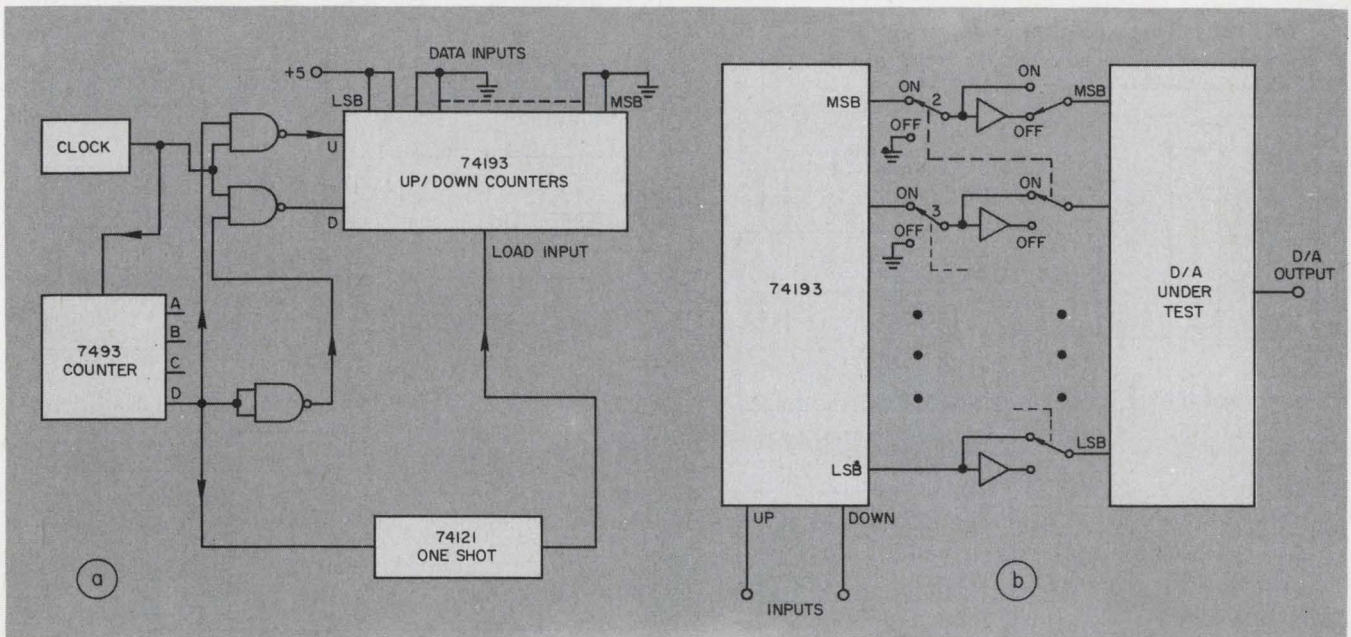 DATA INPUTS
+5
LSB
MSB
CLOCK
U
74193
UP/DOWN COUNTERS
D
LOAD INPUT
A
B
7493
COUNTER
C
D
74121
ONE SHOT
a
MSB
ON
2
ON
MSB
OFF
OFF
ON
3
ON
OFF
OFF
74193
D/A
UNDER
TEST
D/A
OUTPUT
LSB
LSB
UP
DOWN
INPUTS
b